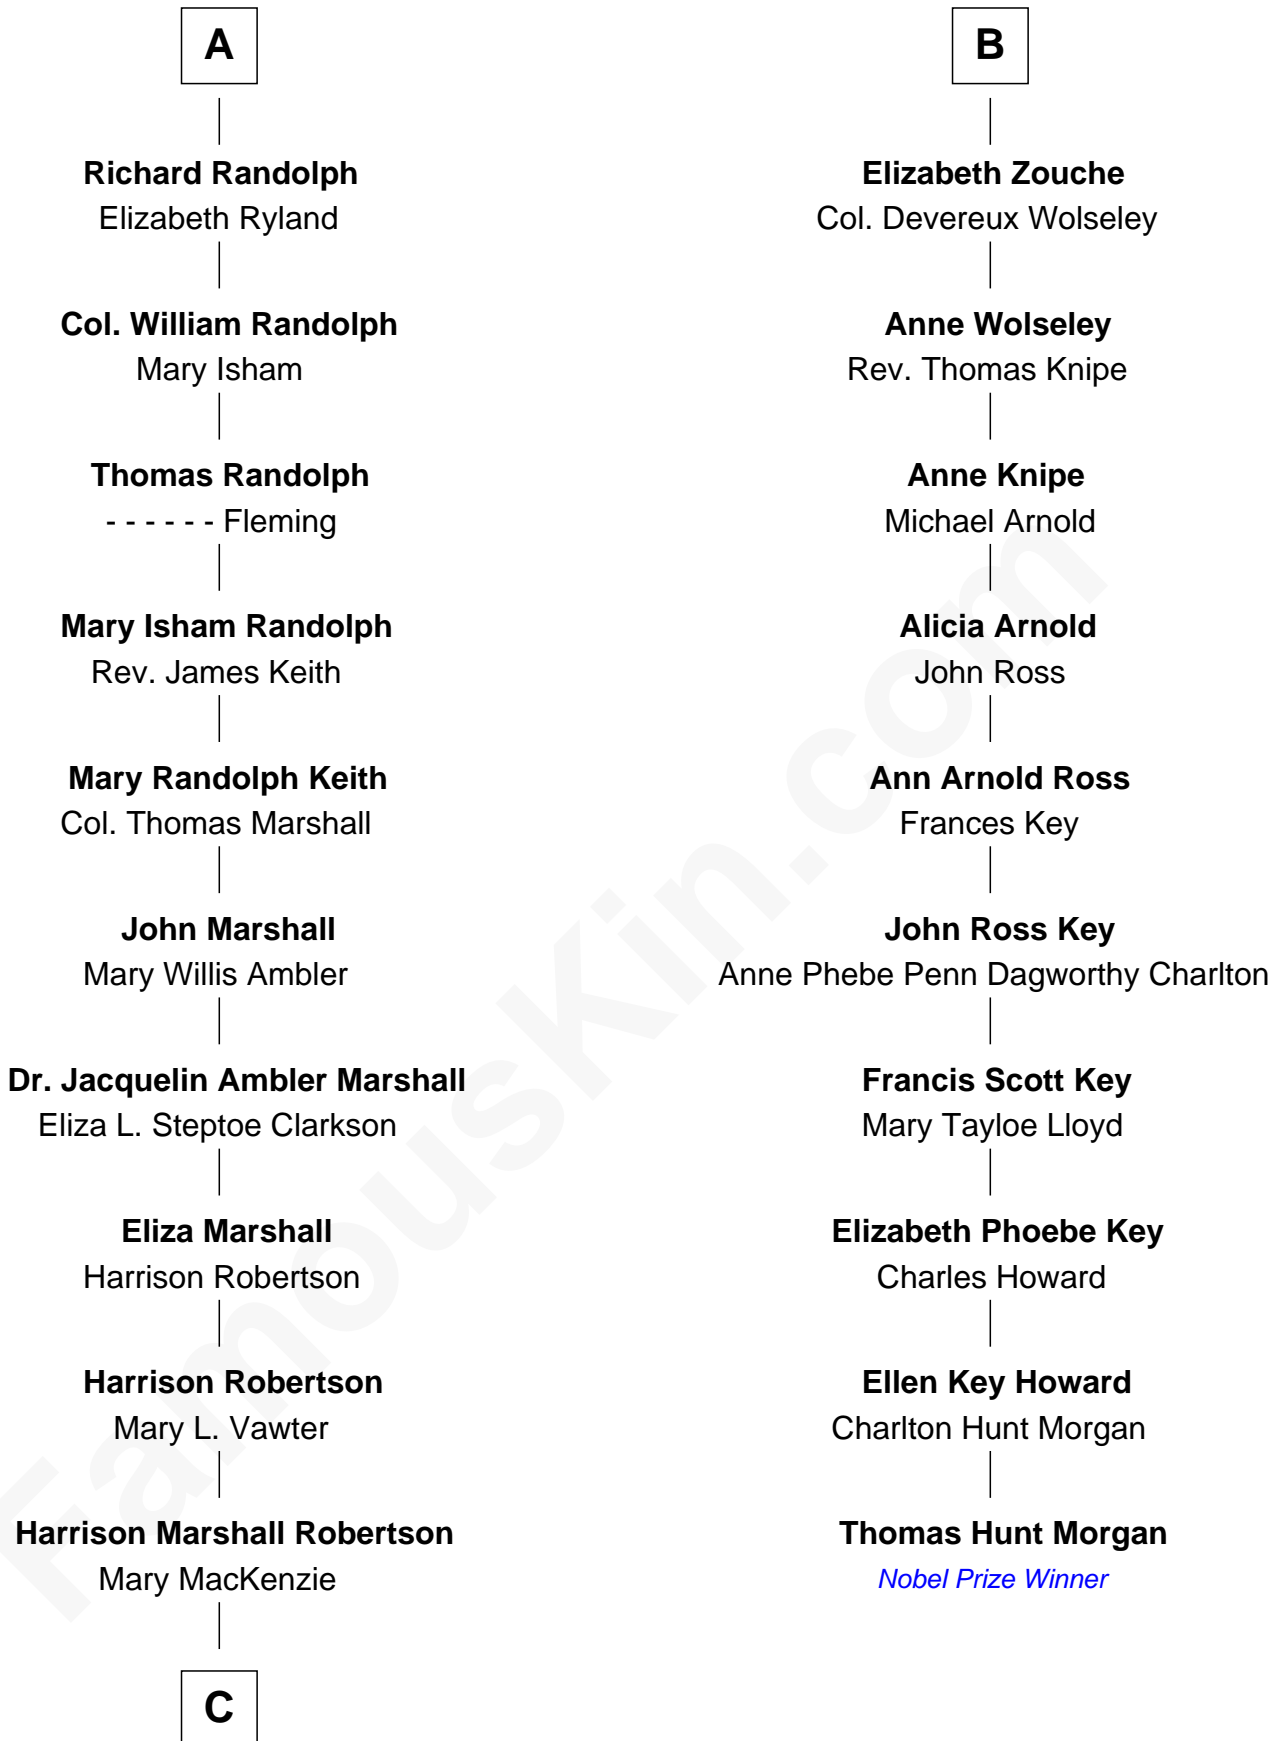 A
Richard Randolph
Elizabeth Ryland
Col. William Randolph
Mary Isham
Thomas Randolph
- - - - - - Fleming
Mary Isham Randolph
Rev. James Keith
Mary Randolph Keith
Col. Thomas Marshall
John Marshall
Mary Willis Ambler
Dr. Jacquelin Ambler Marshall
Eliza L. Steptoe Clarkson
Eliza Marshall
Harrison Robertson
Harrison Robertson
Mary L. Vawter
Harrison Marshall Robertson
Mary MacKenzie
C
B
Elizabeth Zouche
Col. Devereux Wolseley
Anne Wolseley
Rev. Thomas Knipe
Anne Knipe
Michael Arnold
Alicia Arnold
John Ross
Ann Arnold Ross
Frances Key
John Ross Key
Anne Phebe Penn Dagworthy Charlton
Francis Scott Key
Mary Tayloe Lloyd
Elizabeth Phoebe Key
Charles Howard
Ellen Key Howard
Charlton Hunt Morgan
Thomas Hunt Morgan
Nobel Prize Winner
FamousKin.com